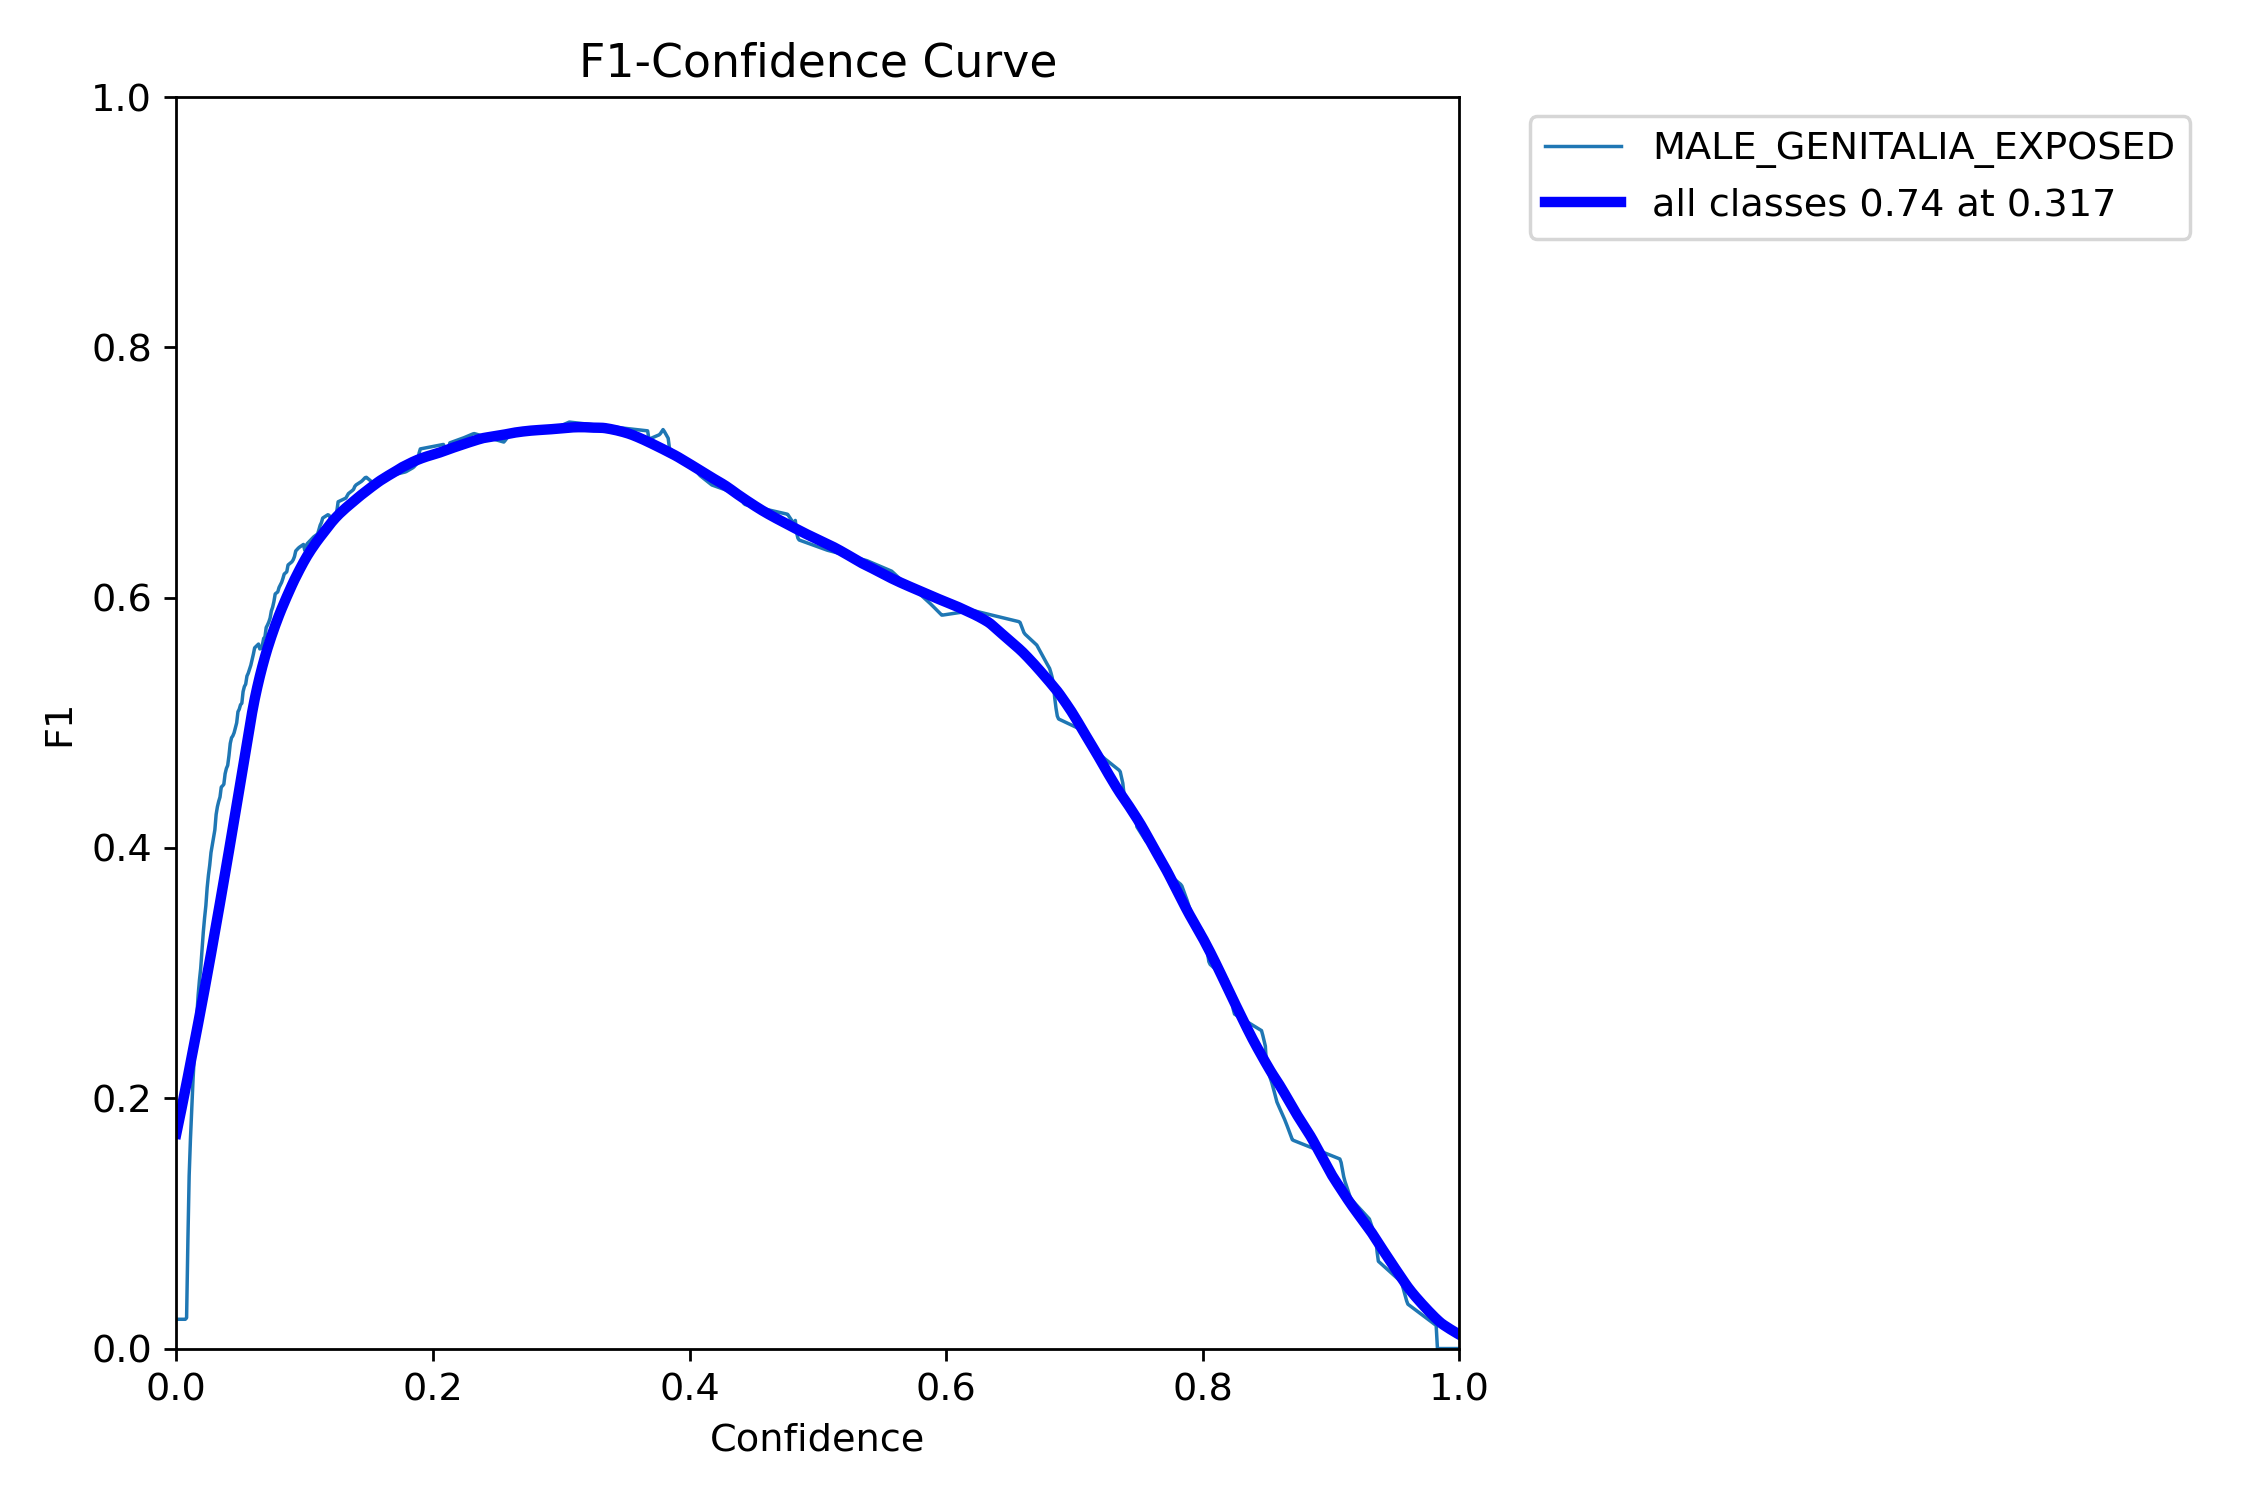 F1-Confidence Curve
1.0
0.8
0.6
0.4
0.2
0.0
F1
0.0 0.2 0.4 0.6 0.8 1.0
Confidence
MALE_GENITALIA_EXPOSED
all classes 0.74 at 0.317